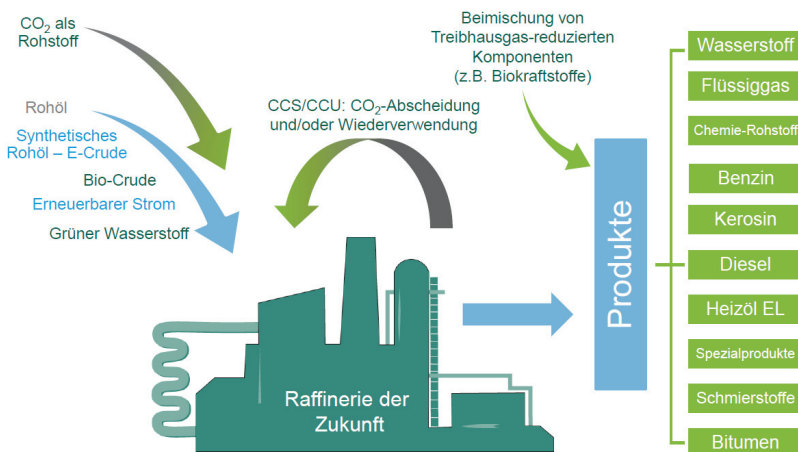 CO₂ als
Rohstoff
Rohöl
Synthetisches
Rohöl – E-Crude
Bio-Crude
Erneuerbarer Strom
Grüner Wasserstoff
CCS/CCU: CO₂-Abscheidung
und/oder Wiederverwendung
Beimischung von
Treibhausgas-reduzierten
Komponenten
(z.B. Biokraftstoffe)
Raffinerie der
Zukunft
Produkte
Wasserstoff
Flüssiggas
Chemie-Rohstoff
Benzin
Kerosin
Diesel
Heizöl EL
Spezialprodukte
Schmierstoffe
Bitumen